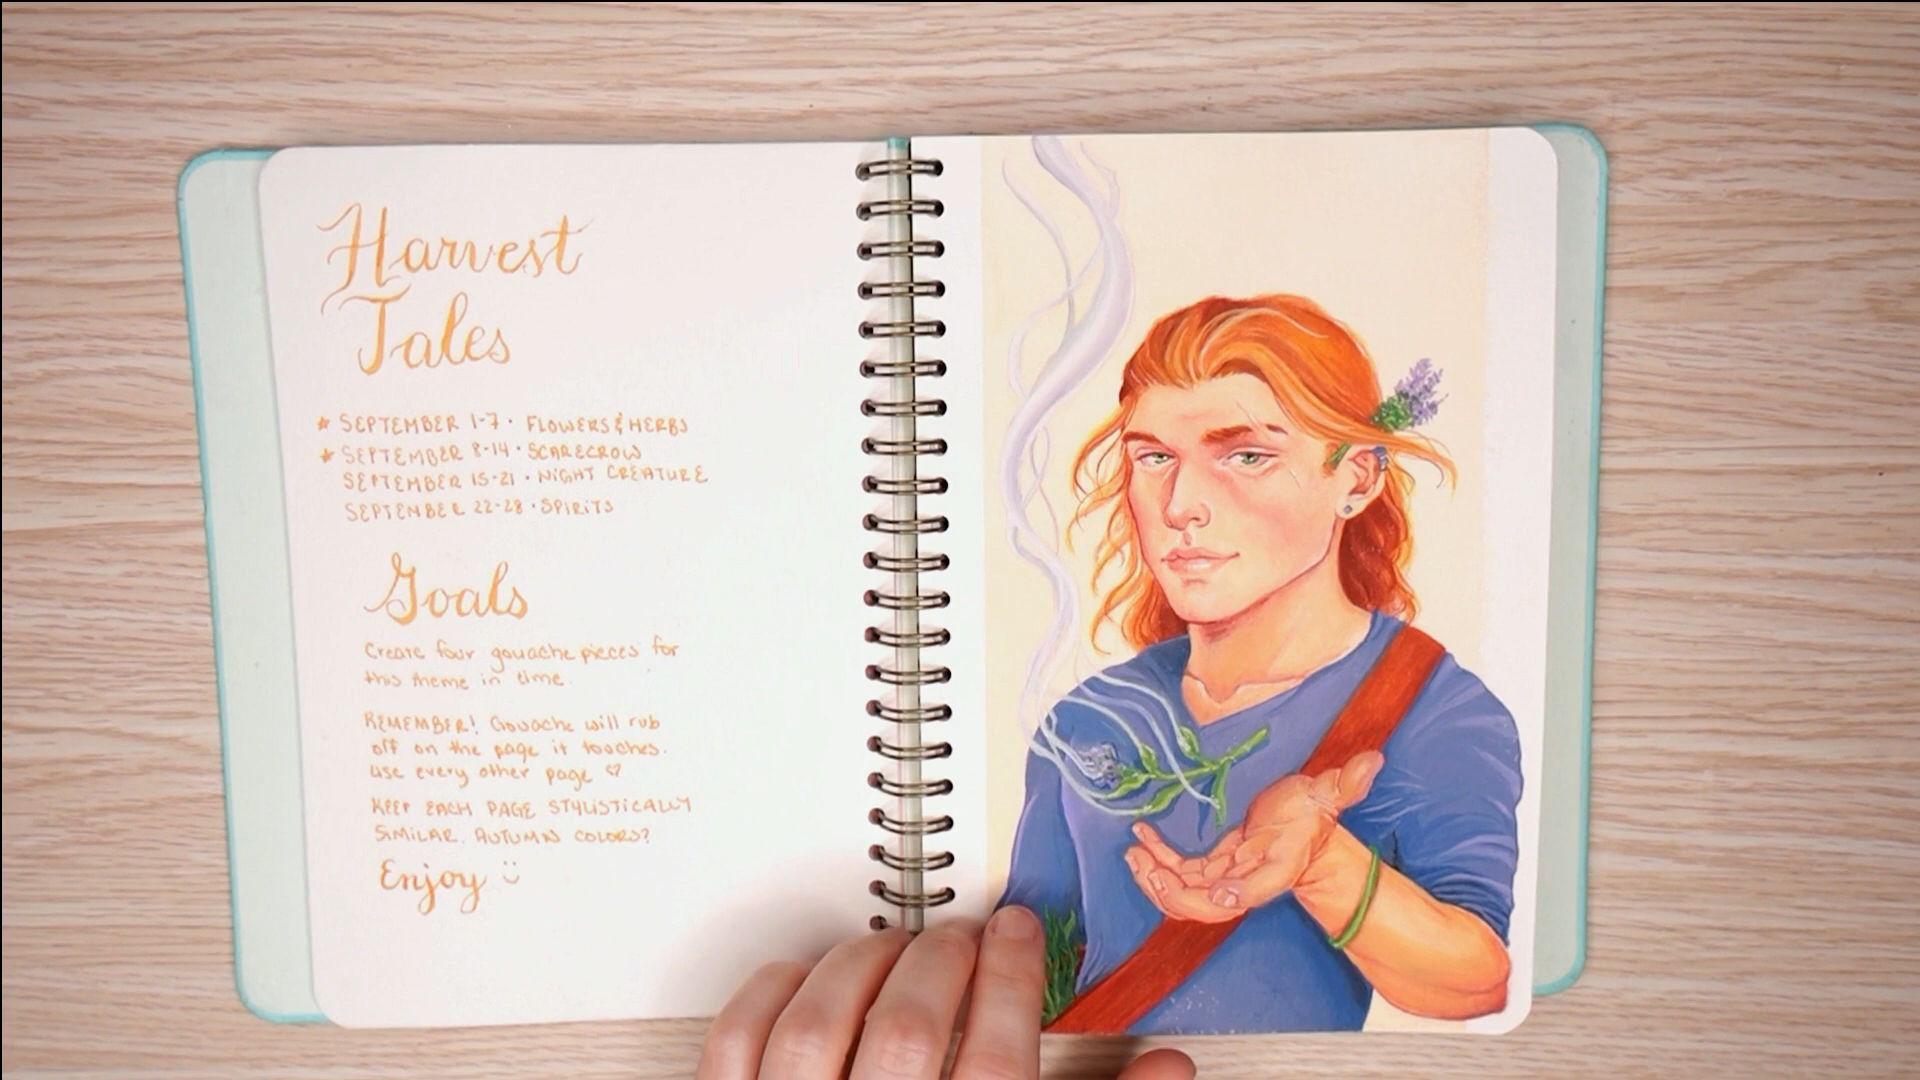 Harvest
Tales
☆ SEPTEMBER 1-7 · FLOWERS & HERBS
☆ SEPTEMBER 8-14 · SCARECROW
SEPTEMBER 15-21 · NIGHT CREATURE
SEPTEMBER 22-28 · SPIRITS
Goals
Create four gouache pieces for
this theme in time.
REMEMBER! Gouache will rub
off on the page it touches.
use every other page ♡
KEEP EACH PAGE STYLISTICALLY
SIMILAR. AUTUMN COLORS?
Enjoy :)